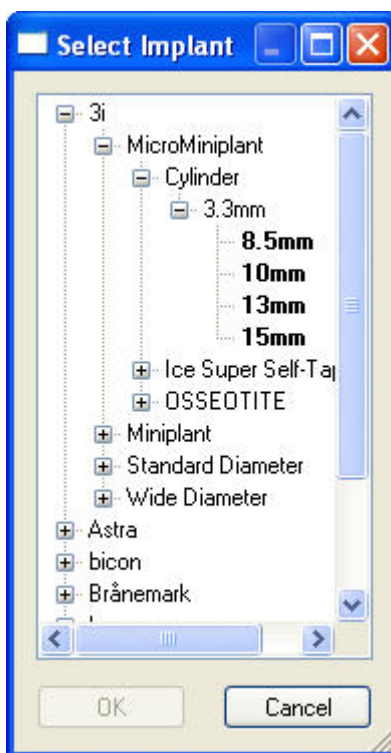 Select Implant
3i
MicroMiniplant
Cylinder
3.3mm
8.5mm
10mm
13mm
15mm
Ice Super Self-Tap
OSSEOTITE
Miniplant
Standard Diameter
Wide Diameter
Astra
bicon
Brånemark
OK
Cancel